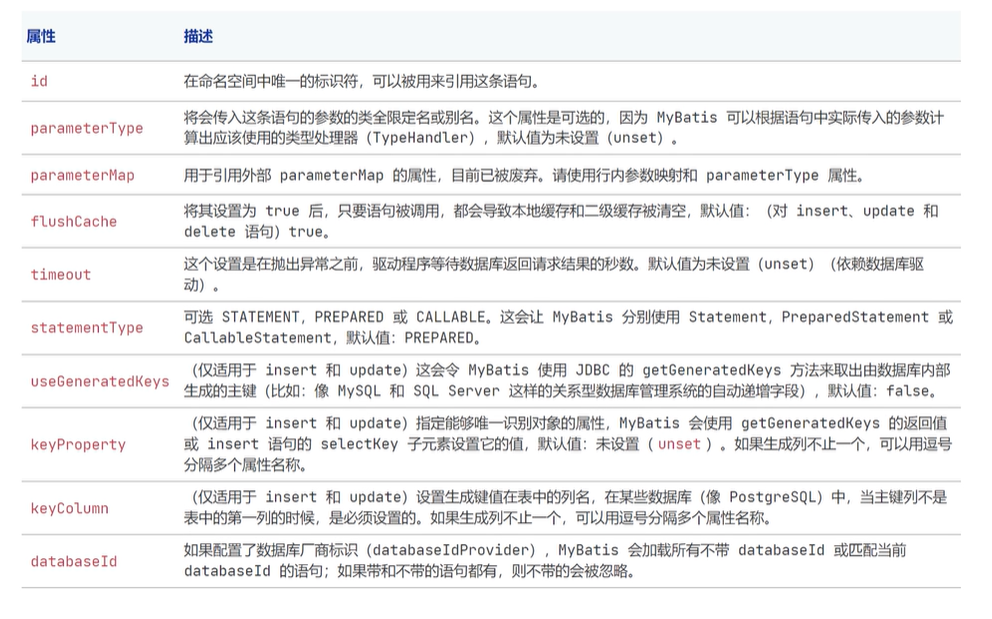 属性 描述
id 在命名空间中唯一的标识符，可以被用来引用这条语句。
parameterType 将会传入这条语句的参数的类全限定名或别名。这个属性是可选的，因为 MyBatis 可以根据语句中实际传入的参数计
算出应该使用的类型处理器（TypeHandler），默认值为未设置（unset）。
parameterMap 用于引用外部 parameterMap 的属性，目前已被废弃。请使用行内参数映射和 parameterType 属性。
flushCache 将其设置为 true 后，只要语句被调用，都会导致本地缓存和二级缓存被清空，默认值：（对 insert、update 和
delete 语句）true。
timeout 这个设置是在抛出异常之前，驱动程序等待数据库返回请求结果的秒数。默认值为未设置（unset）（依赖数据库驱
动）。
statementType 可选 STATEMENT，PREPARED 或 CALLABLE。这会让 MyBatis 分别使用 Statement，PreparedStatement 或
CallableStatement，默认值：PREPARED。
useGeneratedKeys （仅适用于 insert 和 update）这会令 MyBatis 使用 JDBC 的 getGeneratedKeys 方法来取出由数据库内部
生成的主键（比如：像 MySQL 和 SQL Server 这样的关系型数据库管理系统的自动递增字段），默认值：false。
keyProperty （仅适用于 insert 和 update）指定能够唯一识别对象的属性，MyBatis 会使用 getGeneratedKeys 的返回值
或 insert 语句的 selectKey 子元素设置它的值，默认值：未设置（unset）。如果生成列不止一个，可以用逗号
分隔多个属性名称。
keyColumn （仅适用于 insert 和 update）设置生成键值在表中的列名，在某些数据库（像 PostgreSQL）中，当主键列不是
表中的第一列的时候，是必须设置的。如果生成列不止一个，可以用逗号分隔多个属性名称。
databaseId 如果配置了数据库厂商标识（databaseIdProvider），MyBatis 会加载所有不带 databaseId 或匹配当前
databaseId 的语句；如果带和不带的语句都有，则不带的会被忽略。